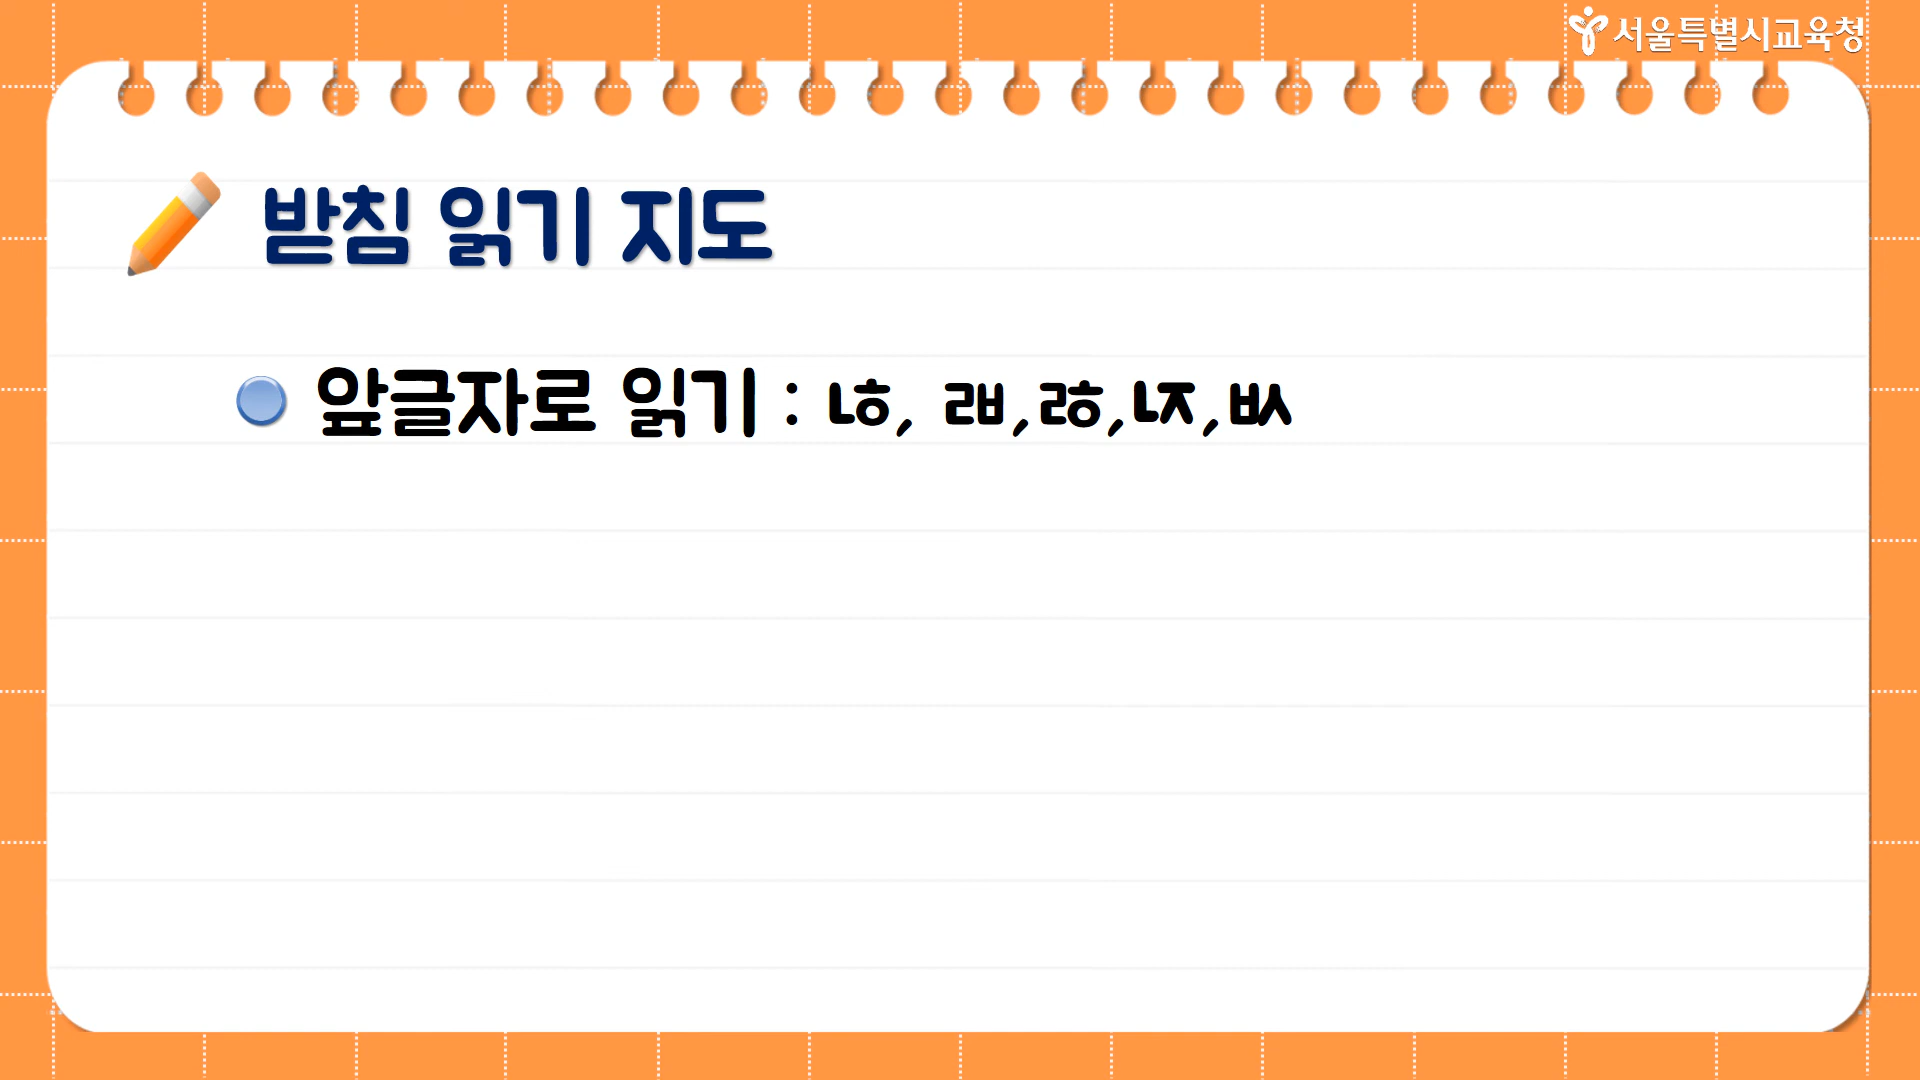 서울특별시교육청
받침 읽기 지도
앞글자로 읽기 : ㄶ, ㄼ,ㅀ,ㄵ,ㅄ